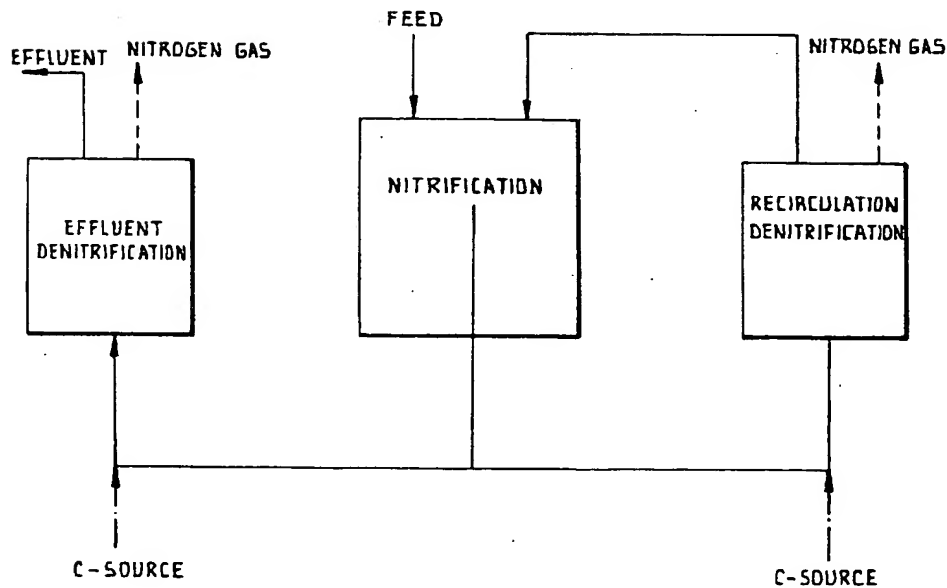 FEED
EFFLUENT
NITROGEN GAS
NITROGEN GAS
NITRIFICATION
EFFLUENT
DENITRIFICATION
RECIRCULATION
DENITRIFICATION
C-SOURCE
C-SOURCE